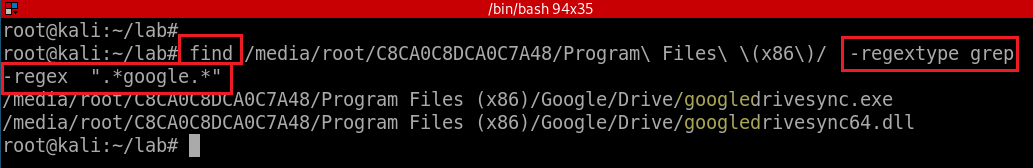 /bin/bash 94x35
root@kali:~/lab#
root@kali:~/lab# find /media/root/C8CA0C8DCA0C7A48/Program\ Files\ \(x86\)/ -regextype grep
-regex ".*google.*"
/media/root/C8CA0C8DCA0C7A48/Program Files (x86)/Google/Drive/googledrivesync.exe
/media/root/C8CA0C8DCA0C7A48/Program Files (x86)/Google/Drive/googledrivesync64.dll
root@kali:~/lab#